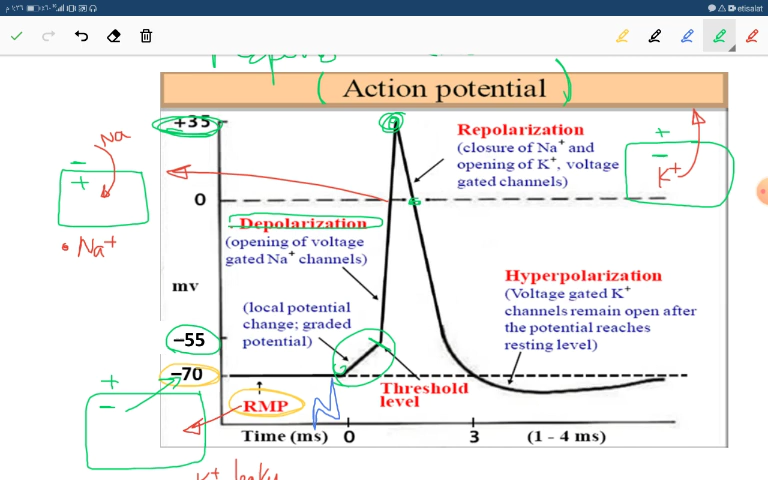 etisalat
(Action potential)
+35
Repolarization
(closure of Na⁺ and
opening of K⁺, voltage
gated channels)
+
−
K⁺
Na
−
+
• Na⁺
0
Depolarization
(opening of voltage
gated Na⁺ channels)
mv
(local potential
change; graded
potential)
Hyperpolarization
(Voltage gated K⁺
channels remain open after
the potential reaches
resting level)
−55
−70
+
−
RMP
Threshold
level
Time (ms) 0 3 (1 - 4 ms)
K⁺ leaky